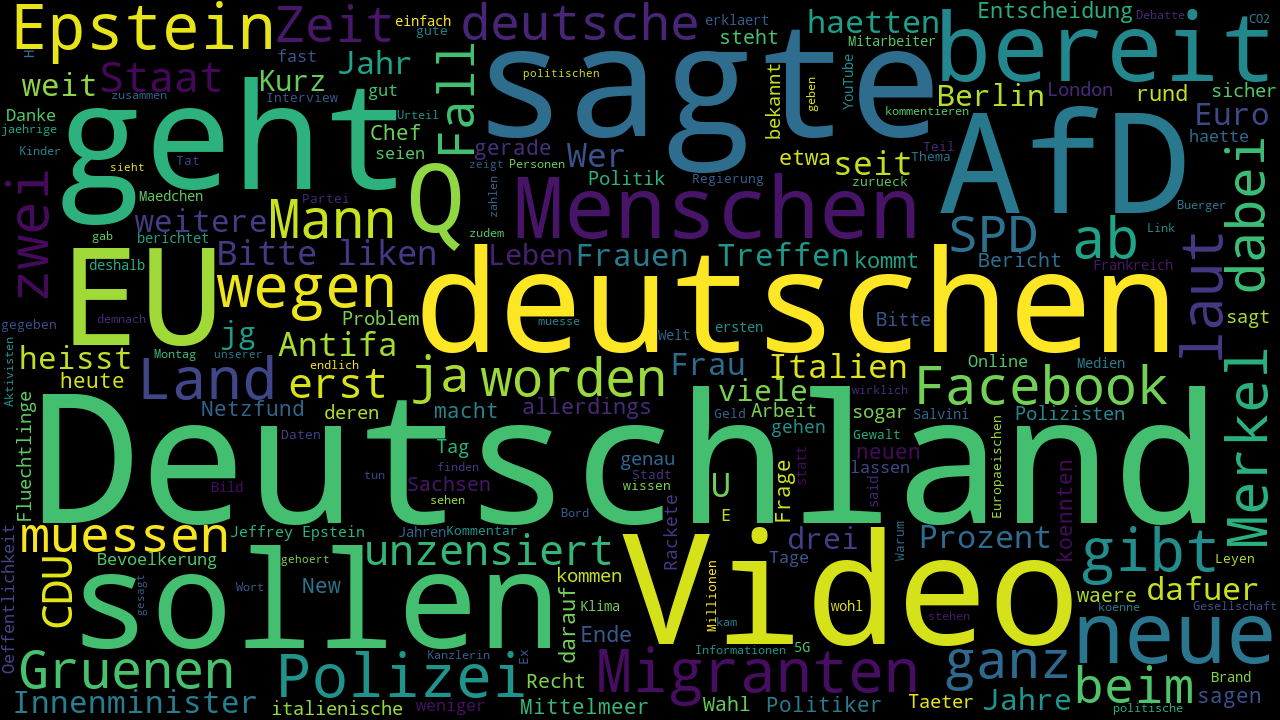 Epstein
Zeit
einfach
gute
deutsche
erklaert
steht
haetten
Mitarbeiter
Entscheidung
Debatte
CO2
H
fast
weit
Staat
Kurz
Jahr
zusammen
Interview
gut
Fall
sagte
politischen
geben
bekannt
YouTube
kommentieren
bereit
Berlin
London
rund
sicher
Danke
jaehrige
Kinder
geht
Urteil
Chef
seien
gerade
zeigt
Personen
Wer
etwa
seit
Teil
Thema
AfD
Euro
haette
sieht
Tat
Q
Politik
Regierung
zurueck
dabei
zwei
Maedchen
Partei
zahlen
Menschen
Buerger
gab
weitere
berichtet
Mann
zudem
SPD
ab
Link
laut
deshalb
Bitte liken
Leben
Frauen
Treffen
kommt
Bericht
Frankreich
EU
wegen
deutschen
gegeben
demnach
jg
Problem
muesse
Welt
ersten
Bitte
sagt
Aktivisten
heisst
Montag
unserer
Antifa
endlich
Frau
Italien
Online
Medien
Merkel
heute
Land
erst
ja
worden
viele
wirklich
Facebook
Netzfund
deren
macht
allerdings
Geld
Arbeit
sogar
Salvini
Polizisten
Fluechtlinge
Deutschland
gehen
Gewalt
Daten
Tag
genau
neuen
tun
finden
Stadt
statt
lassen
Europaeischen
Bild
Sachsen
wissen
U
Frage
said
koennten
sehen
Rackete
E
Bord
Oeffentlichkeit
muessen
Jeffrey Epstein
Jahren
Kommentar
drei
Warum
Prozent
gibt
Bevoelkerung
gehoert
unzensiert
Video
Tage
Leyen
CDU
gesagt
sollen
Wort
New
kommen
Millionen
waere
dafuer
darauf
Klima
wohl
koenne
Gesellschaft
stehen
kam
Ende
neue
Gruenen
Kanzlerin
Ex
Informationen
5G
ganz
Polizei
Recht
Migranten
beim
Brand
Innenminister
italienische
weniger
Mittelmeer
Wahl
Politiker
Taeter
Jahre
politische
sagen